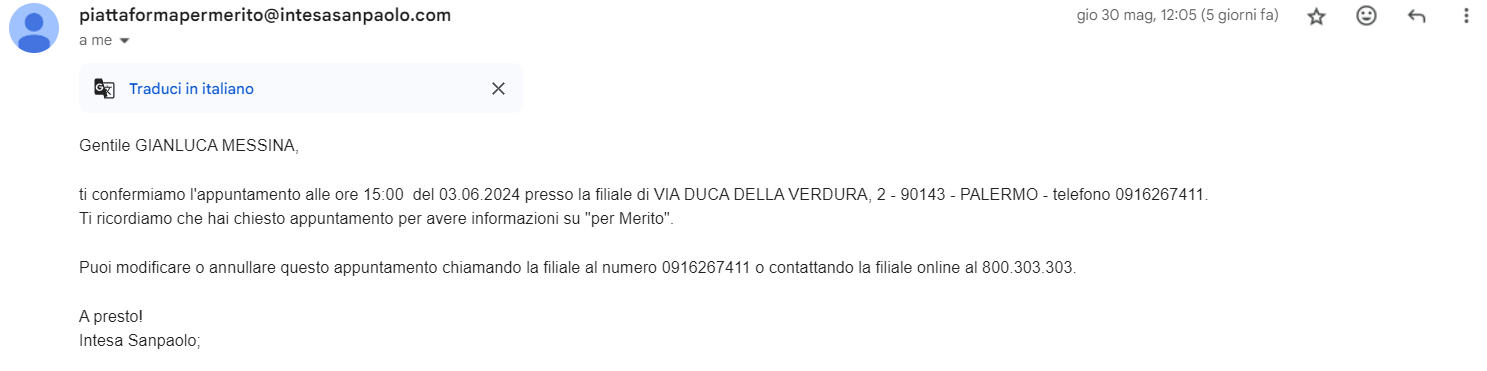 piattaformapermerito@intesasanpaolo.com
gio 30 mag, 12:05 (5 giorni fa)
a me
Traduci in italiano
Gentile GIANLUCA MESSINA,
ti confermiamo l'appuntamento alle ore 15:00  del 03.06.2024 presso la filiale di VIA DUCA DELLA VERDURA, 2 - 90143 - PALERMO - telefono 0916267411.
Ti ricordiamo che hai chiesto appuntamento per avere informazioni su "per Merito".
Puoi modificare o annullare questo appuntamento chiamando la filiale al numero 0916267411 o contattando la filiale online al 800.303.303.
A presto!
Intesa Sanpaolo;